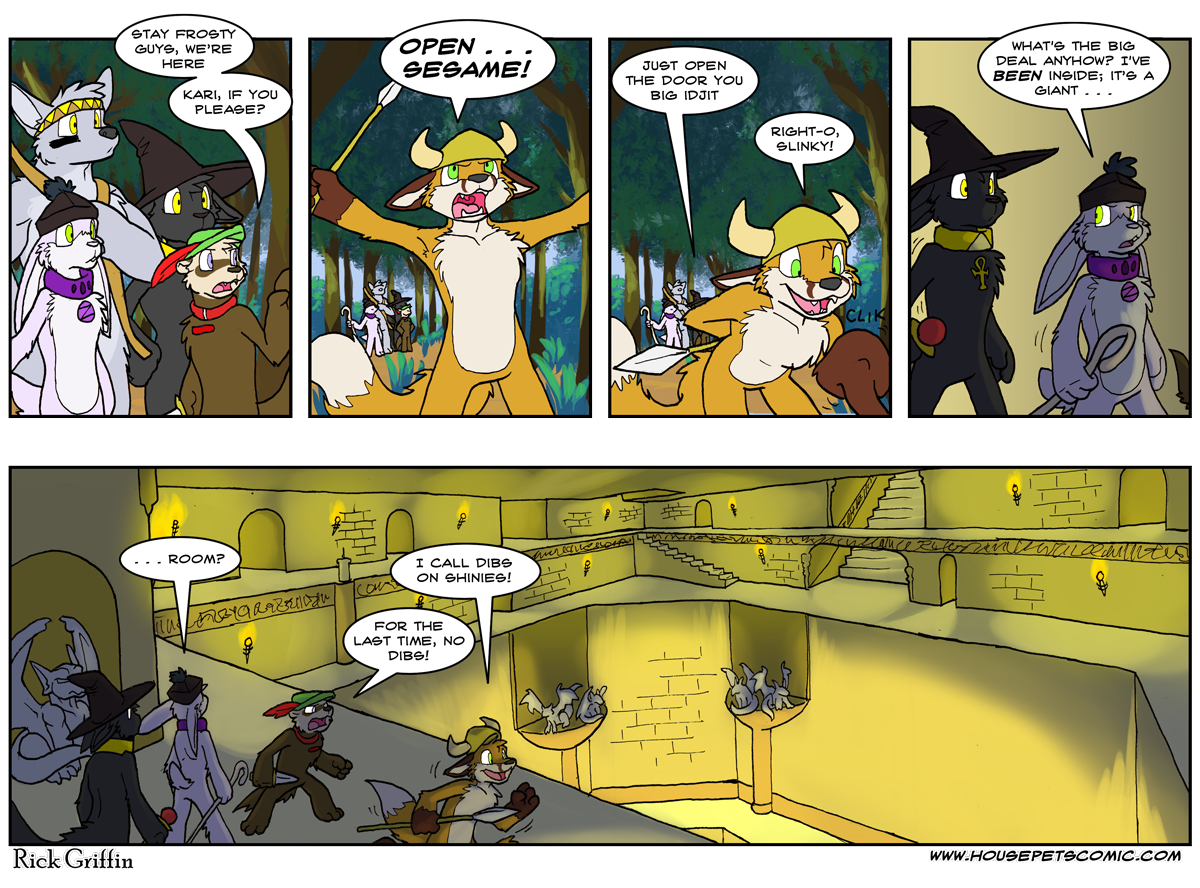 STAY FROSTY
GUYS, WE'RE
HERE
KARI, IF YOU
PLEASE?
OPEN . . .
SESAME!
JUST OPEN
THE DOOR YOU
BIG IDJIT
RIGHT-O,
SLINKY!
CLIK
WHAT'S THE BIG
DEAL ANYHOW? I'VE
BEEN INSIDE; IT'S A
GIANT . . .
. . . ROOM?
I CALL DIBS
ON SHINIES!
FOR THE
LAST TIME, NO
DIBS!
Rick Griffin
WWW.HOUSEPETSCOMIC.COM